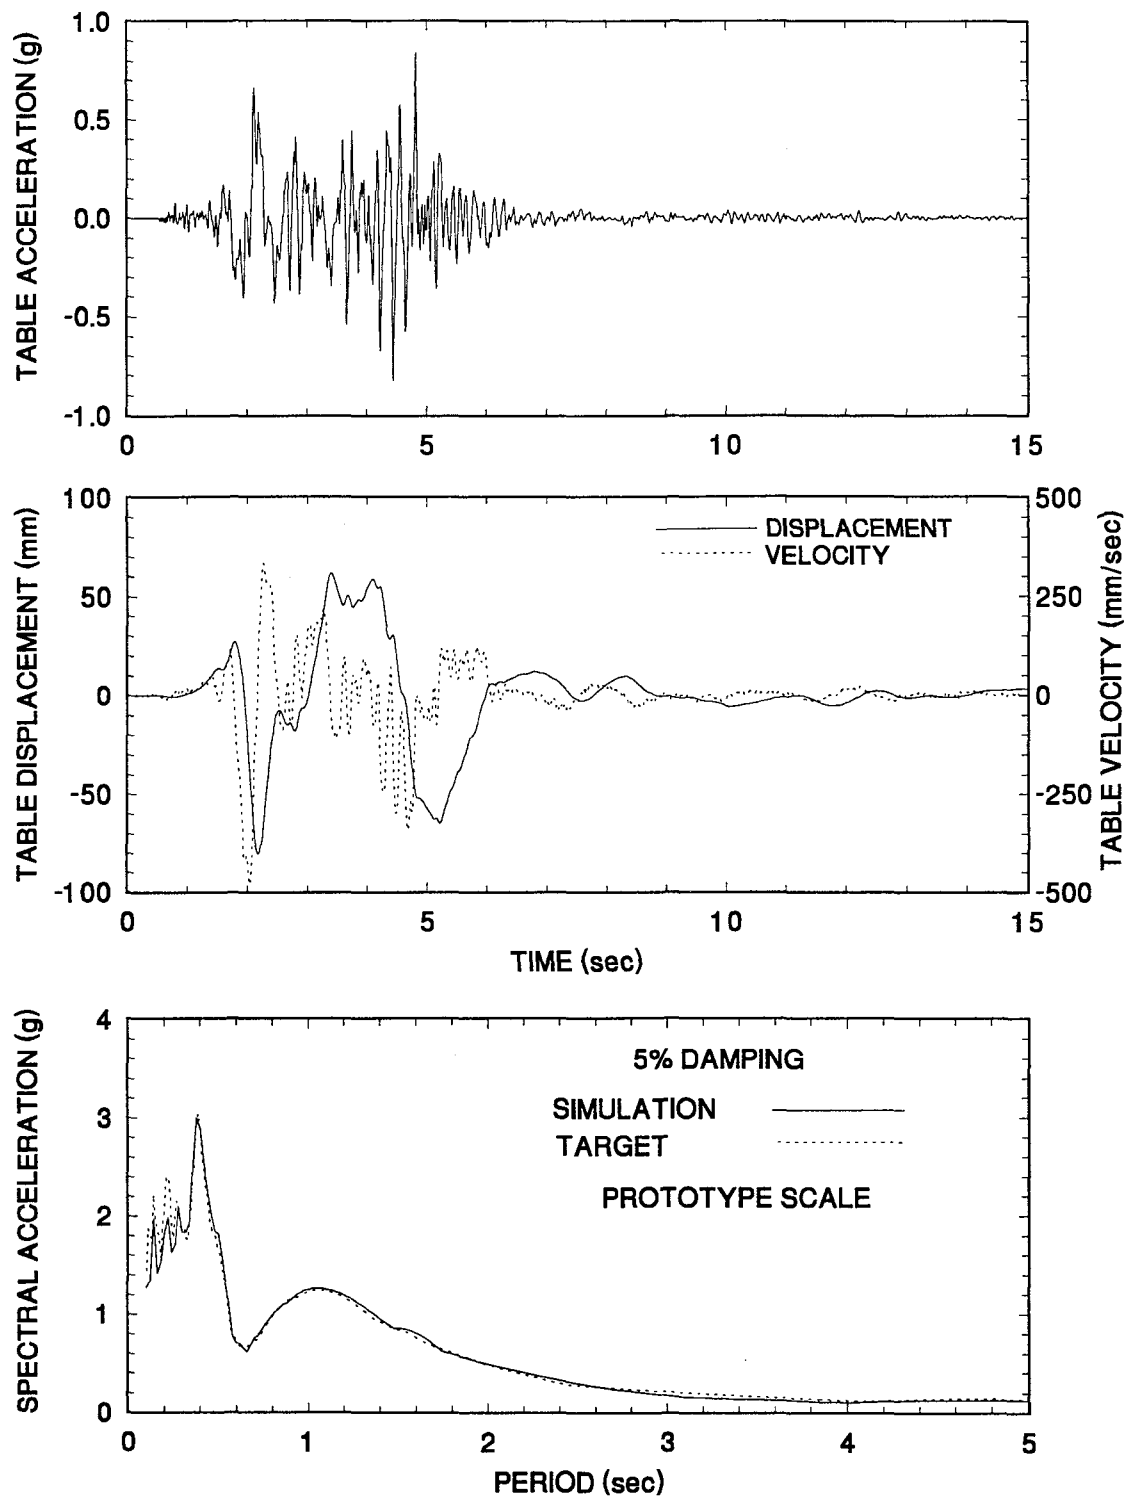 TABLE ACCELERATION (g)
1.0
0.5
0.0
-0.5
-1.0
0 5 10 15
TABLE DISPLACEMENT (mm)
100
50
0
-50
-100
DISPLACEMENT
VELOCITY
500
250
0
-250
-500
TABLE VELOCITY (mm/sec)
0 5 10 15
TIME (sec)
SPECTRAL ACCELERATION (g)
4
3
2
1
0
5% DAMPING
SIMULATION
TARGET
PROTOTYPE SCALE
0 1 2 3 4 5
PERIOD (sec)